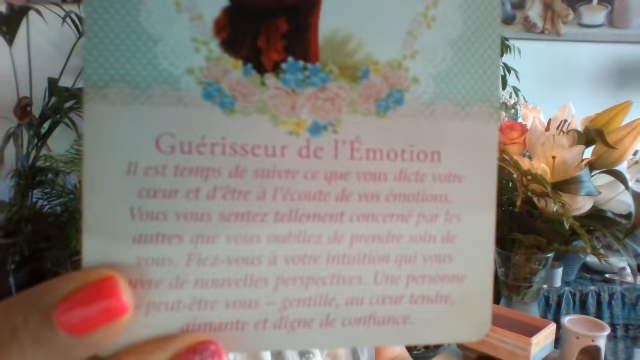 Guérisseur de l'Émotion
Il est temps de suivre ce que vous dicte votre
cœur et d'être à l'écoute de vos émotions.
Vous vous sentez tellement concerné par les
autres que vous oubliez de prendre soin de
vous. Fiez-vous à votre intuition qui vous
de nouvelles perspectives. Une personne
– peut-être vous – gentille, au cœur tendre,
aimante et digne de confiance.